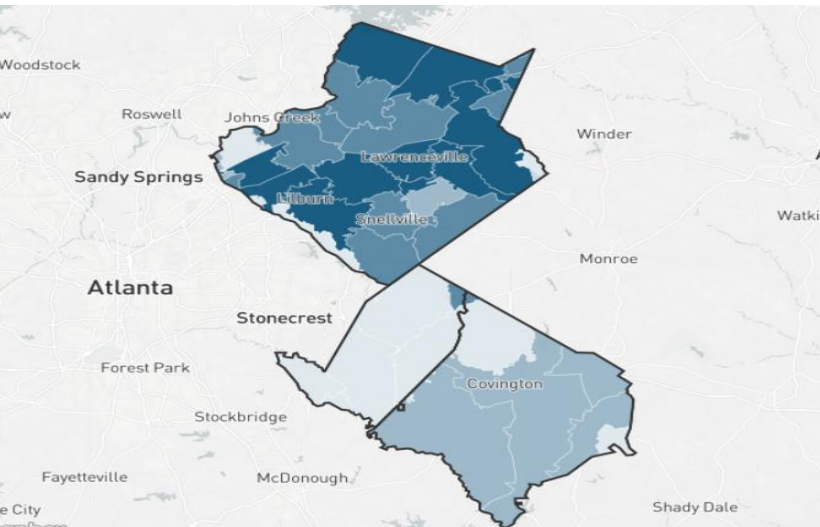 Woodstock
Roswell
Johns Creek
Winder
Lawrenceville
Sandy Springs
Lilburn
Snellville
Watki
Monroe
Atlanta
Stonecrest
Forest Park
Covington
Stockbridge
Fayetteville
McDonough
Shady Dale
e City